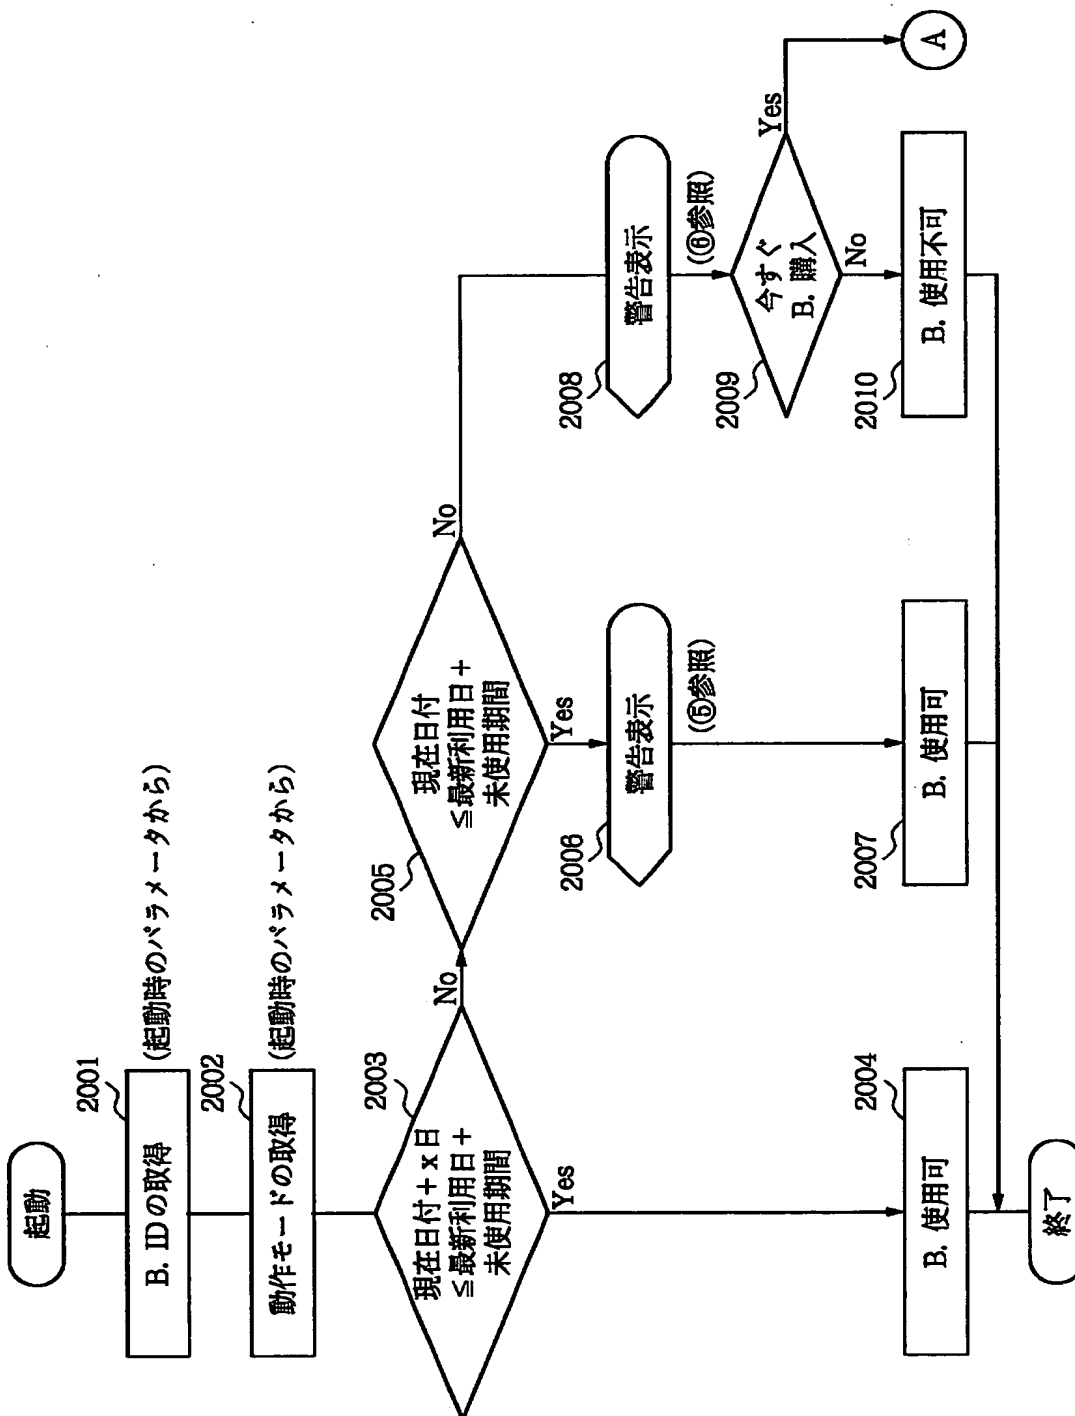 起動
2001
B. IDの取得
(起動時のパラメータから)
2002
動作モードの取得
(起動時のパラメータから)
2003
現在日付+x日
≦最新利用日+
未使用期間
No
Yes
2004
B. 使用可
2005
現在日付
≦最新利用日+
未使用期間
No
Yes
2006
警告表示
(⑤参照)
2007
B. 使用可
2008
警告表示
(⑥参照)
2009
今すぐ
B. 購入
Yes
No
2010
B. 使用不可
A
終了